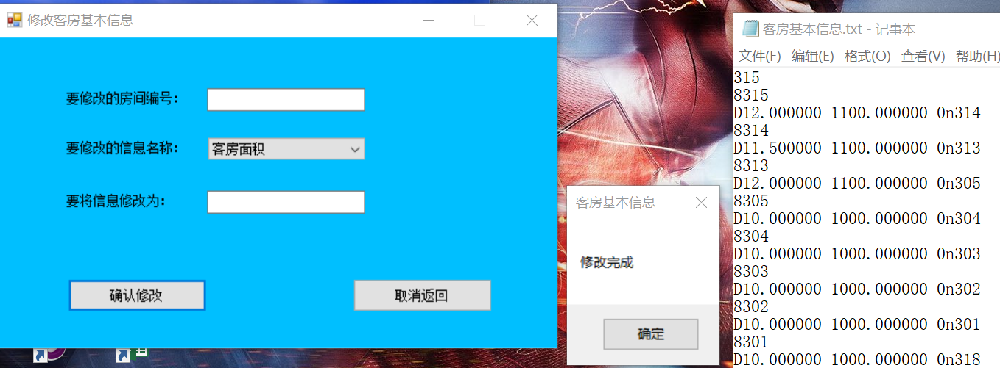 修改客房基本信息
要修改的房间编号：
要修改的信息名称：
客房面积
要将信息修改为：
确认修改
取消返回
客房基本信息
修改完成
确定
客房基本信息.txt - 记事本
文件(F) 编辑(E) 格式(O) 查看(V) 帮助(H)
315
8315
D12.000000 1100.000000 0n314
8314
D11.500000 1100.000000 0n313
8313
D12.000000 1100.000000 0n305
8305
D10.000000 1000.000000 0n304
8304
D10.000000 1000.000000 0n303
8303
D10.000000 1000.000000 0n302
8302
D10.000000 1000.000000 0n301
8301
D10.000000 1000.000000 0n318